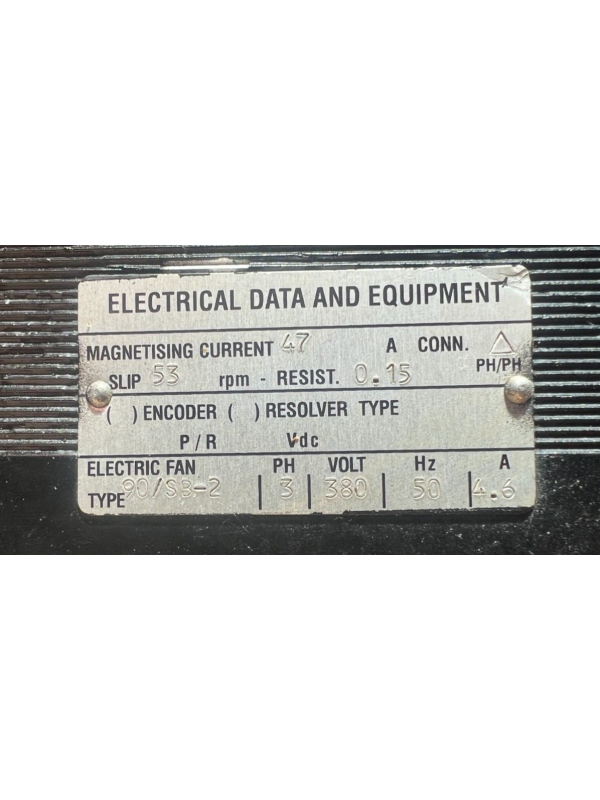 ELECTRICAL DATA AND EQUIPMENT
MAGNETISING CURRENT 47 A CONN. △
SLIP 53 rpm - RESIST. 0.15 PH/PH
( ) ENCODER ( ) RESOLVER TYPE
P/R Vdc
ELECTRIC FAN PH VOLT Hz A
TYPE 90/SB-2 3 380 50 4.6